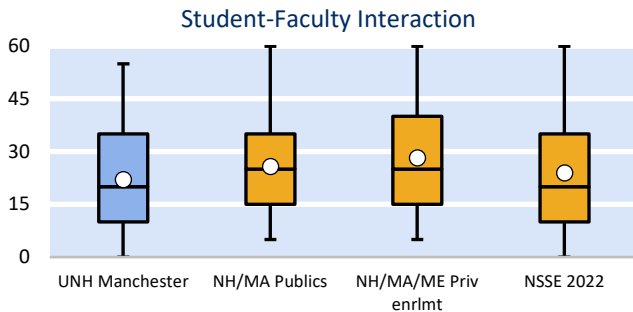 Student-Faculty Interaction
60
45
30
15
0
UNH Manchester
NH/MA Publics
NH/MA/ME Priv
enrlmt
NSSE 2022